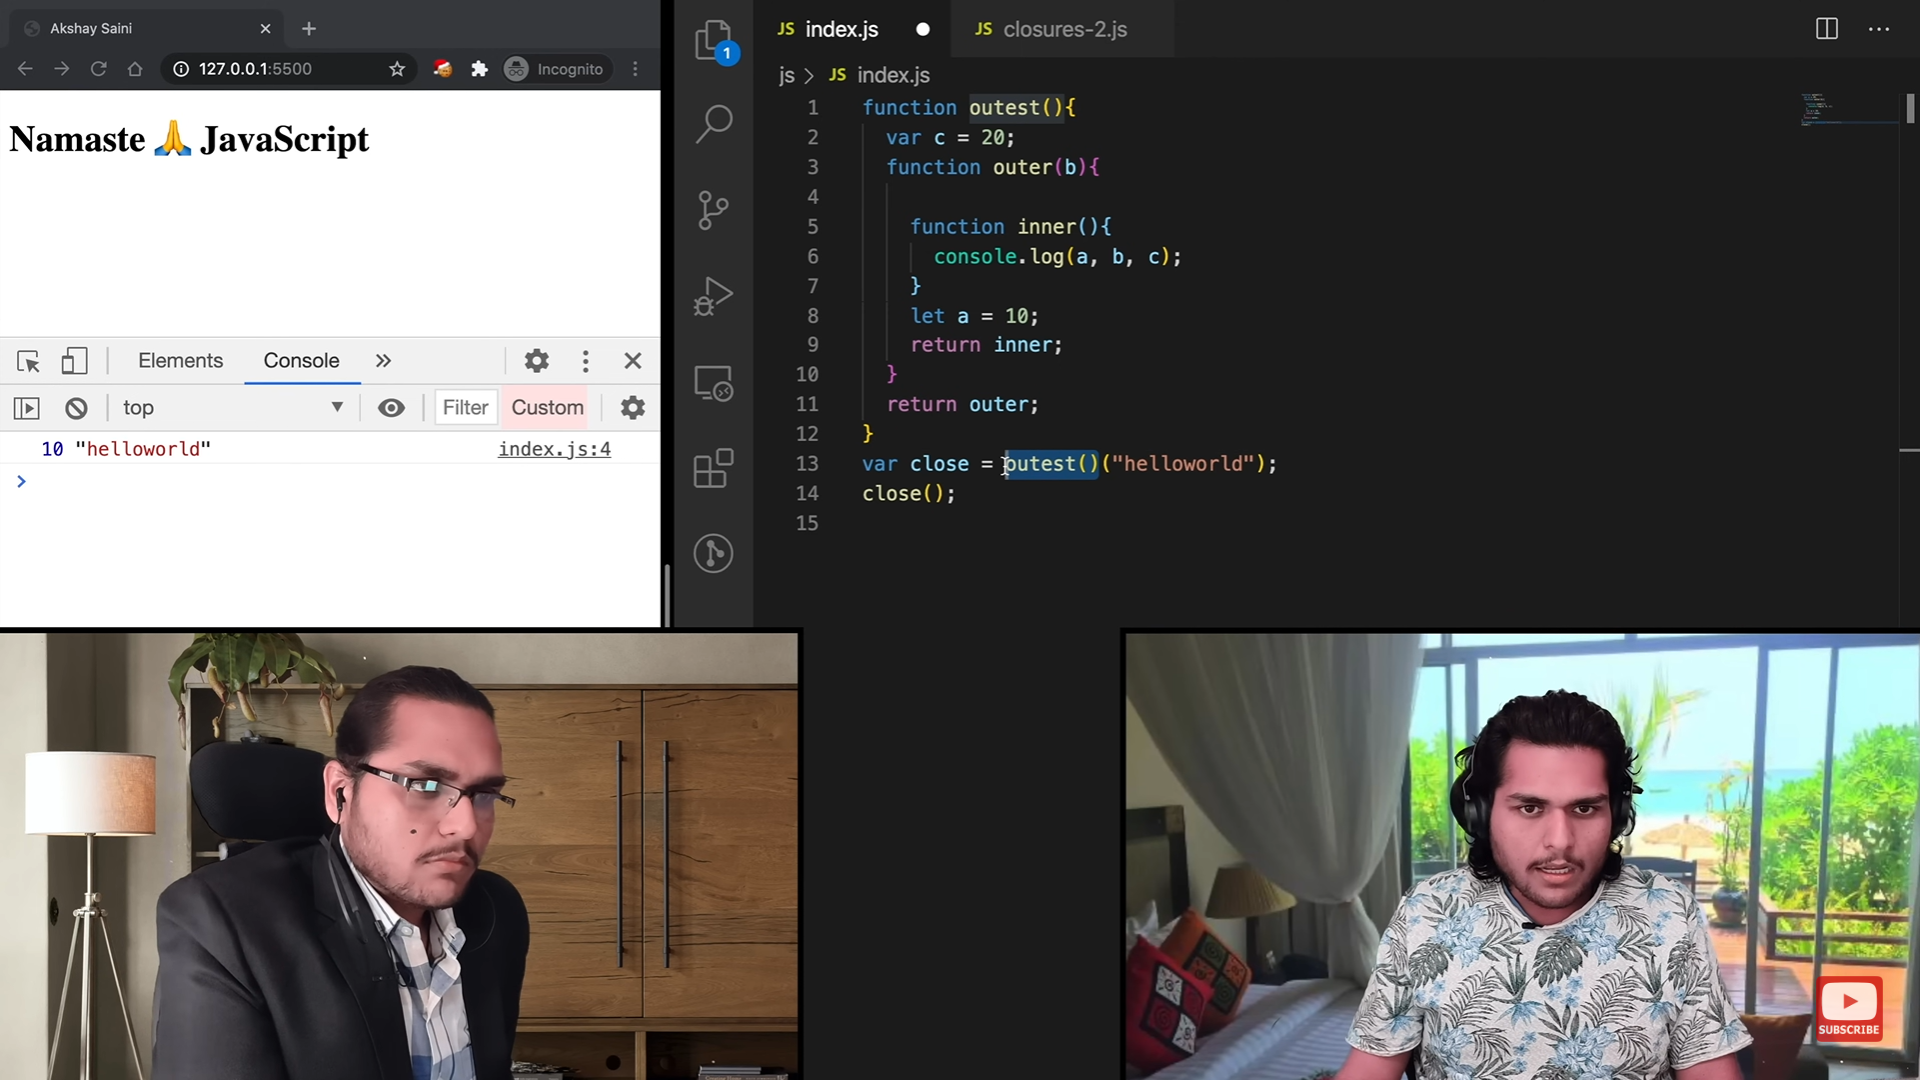 Akshay Saini
127.0.0.1:5500
Incognito
Namaste 🙏 JavaScript
Elements
Console
top
Filter
Custom
10 "helloworld"
index.js:4
>
1
JS index.js
JS closures-2.js
js > JS index.js
1 function outest(){
2 var c = 20;
3 function outer(b){
4
5 function inner(){
6 console.log(a, b, c);
7 }
8 let a = 10;
9 return inner;
10 }
11 return outer;
12 }
13 var close = outest()("helloworld");
14 close();
15
SUBSCRIBE